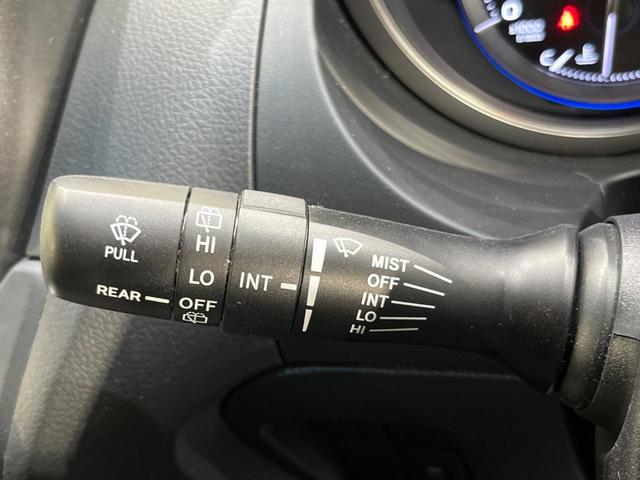 PULL
REAR
HI
LO
OFF
INT
MIST
OFF
INT
LO
HI
C